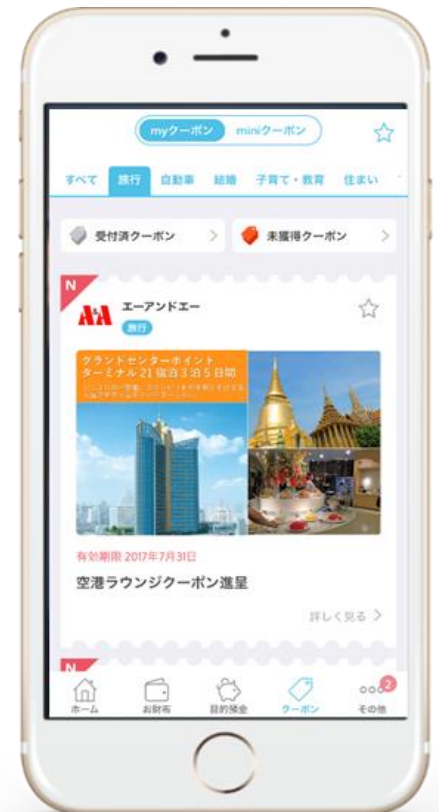 myクーポン miniクーポン
すべて 旅行 自動車 結婚 子育て・教育 住まい
受付済クーポン 未獲得クーポン
N
A&A エーアンドエー
旅行
グランドセンターポイント
ターミナル21宿泊3泊5日間
有効期限 2017年7月31日
空港ラウンジクーポン進呈
詳しく見る
N
2
ホーム お財布 目的預金 クーポン その他